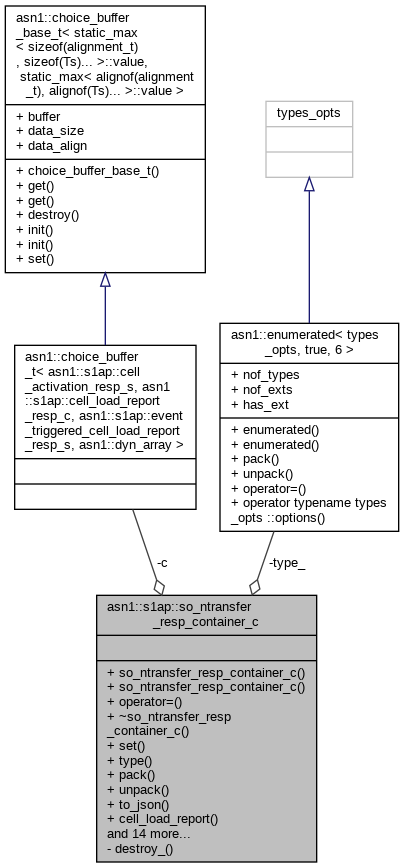 asn1::choice_buffer
_base_t< static_max
< sizeof(alignment_t)
, sizeof(Ts)... >::value,
static_max< alignof(alignment
_t), alignof(Ts)... >::value >
+ buffer
+ data_size
+ data_align
+ choice_buffer_base_t()
+ get()
+ get()
+ destroy()
+ init()
+ init()
+ set()
types_opts
asn1::choice_buffer
_t< asn1::s1ap::cell
_activation_resp_s, asn1
::s1ap::cell_load_report
_resp_c, asn1::s1ap::event
_triggered_cell_load_report
_resp_s, asn1::dyn_array >
asn1::enumerated< types
_opts, true, 6 >
+ nof_types
+ nof_exts
+ has_ext
+ enumerated()
+ enumerated()
+ pack()
+ unpack()
+ operator=()
+ operator typename types
_opts ::options()
-c
-type_
asn1::s1ap::so_ntransfer
_resp_container_c
+ so_ntransfer_resp_container_c()
+ so_ntransfer_resp_container_c()
+ operator=()
+ ~so_ntransfer_resp
_container_c()
+ set()
+ type()
+ pack()
+ unpack()
+ to_json()
+ cell_load_report()
and 14 more...
- destroy_()